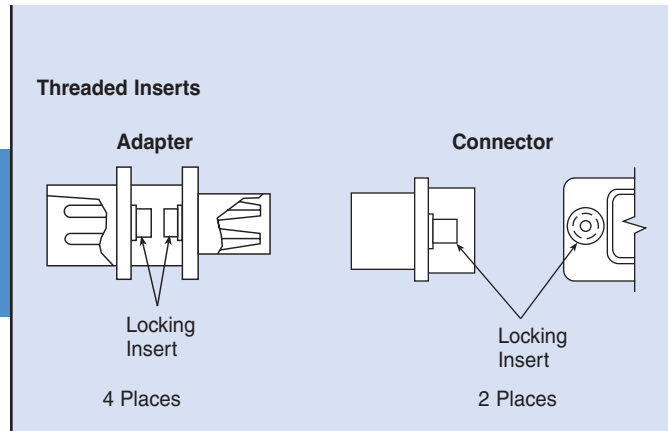 Threaded Inserts
Adapter
Connector
Locking
Insert
Locking
Insert
4 Places
2 Places